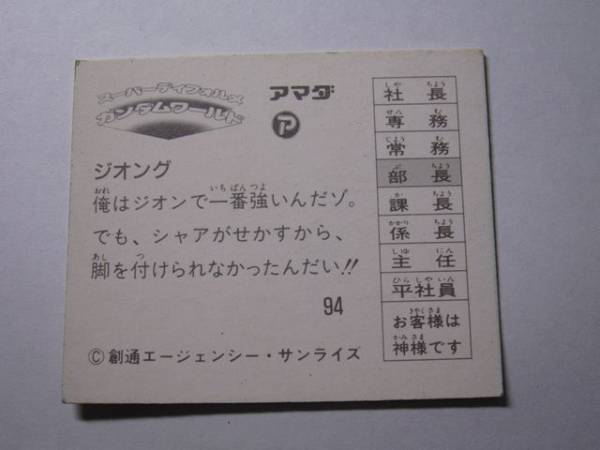 スーパーディフォルメ
ガンダムワールド
アマダ
ア
ジオング
俺はジオンで一番強いんだゾ。
でも、シャアがせかすから、
脚を付けられなかったんだい!!
94
©創通エージェンシー・サンライズ
社長
専務
常務
部長
課長
係長
主任
平社員
お客様は
神様です